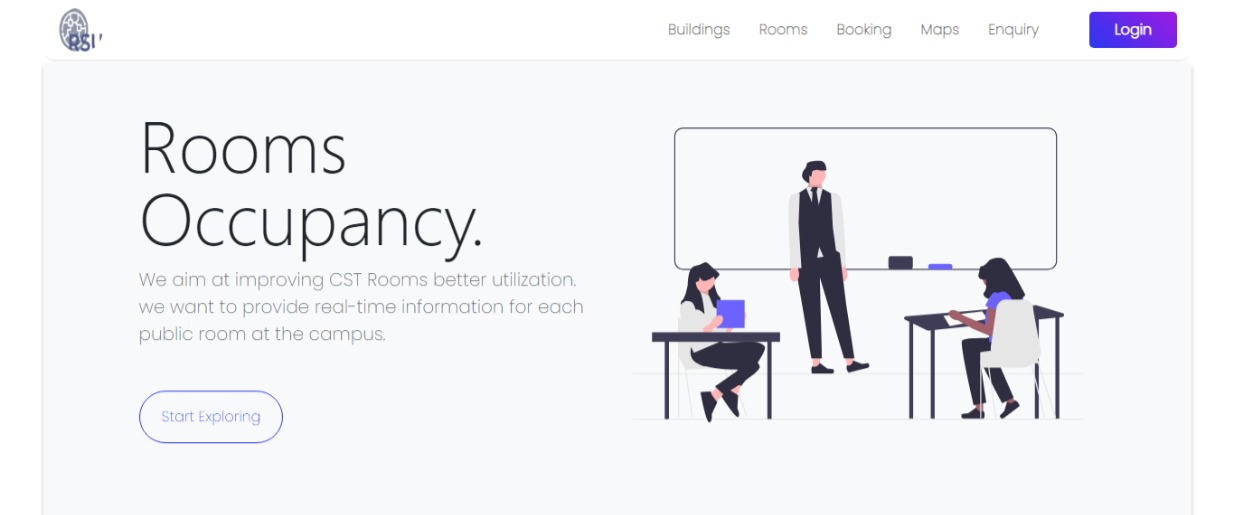 RSI
Buildings Rooms Booking Maps Enquiry Login
Rooms
Occupancy.
We aim at improving CST Rooms better utilization.
we want to provide real-time information for each
public room at the campus.
Start Exploring